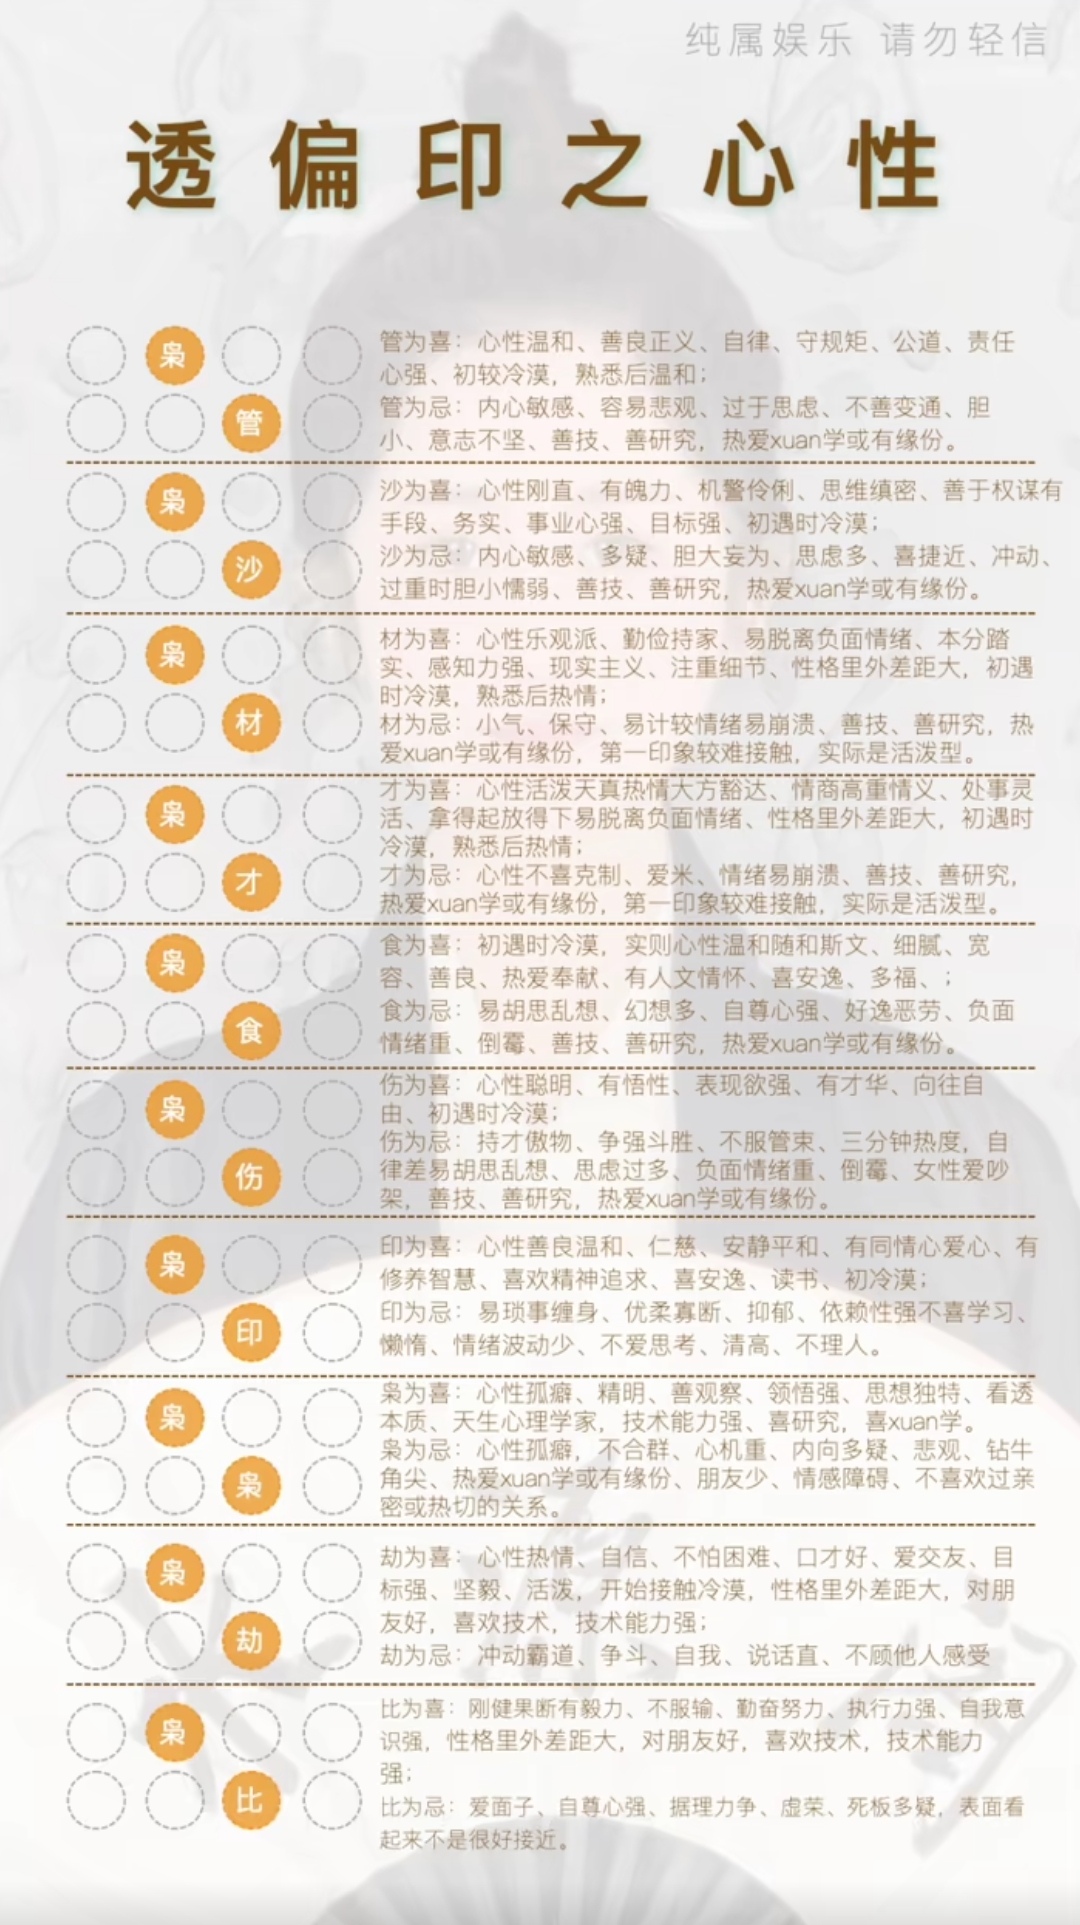 纯属娱乐 请勿轻信
透偏印之心性
枭
管
管为喜：心性温和、善良正义、自律、守规矩、公道、责任
心强、初较冷漠，熟悉后温和；
管为忌：内心敏感、容易悲观、过于思虑、不善变通、胆
小、意志不坚、善技、善研究，热爱xuan学或有缘份。
枭
沙
沙为喜：心性刚直、有魄力、机警伶俐、思维缜密、善于权谋有
手段、务实、事业心强、目标强、初遇时冷漠；
沙为忌：内心敏感、多疑、胆大妄为、思虑多、喜捷近、冲动、
过重时胆小懦弱、善技、善研究，热爱xuan学或有缘份。
枭
材
材为喜：心性乐观派、勤俭持家、易脱离负面情绪、本分踏
实、感知力强、现实主义、注重细节、性格里外差距大，初遇
时冷漠，熟悉后热情；
材为忌：小气、保守、易计较情绪易崩溃、善技、善研究，热
爱xuan学或有缘份，第一印象较难接触，实际是活泼型。
枭
才
才为喜：心性活泼天真热情大方豁达、情商高重情义、处事灵
活、拿得起放得下易脱离负面情绪、性格里外差距大，初遇时
冷漠，熟悉后热情；
才为忌：心性不喜克制、爱米、情绪易崩溃、善技、善研究，
热爱xuan学或有缘份，第一印象较难接触，实际是活泼型。
枭
食
食为喜：初遇时冷漠，实则心性温和随和斯文、细腻、宽
容、善良、热爱奉献、有人文情怀、喜安逸、多福、；
食为忌：易胡思乱想、幻想多、自尊心强、好逸恶劳、负面
情绪重、倒霉、善技、善研究，热爱xuan学或有缘份。
枭
伤
伤为喜：心性聪明、有悟性、表现欲强、有才华、向往自
由、初遇时冷漠；
伤为忌：持才傲物、争强斗胜、不服管束、三分钟热度，自
律差易胡思乱想、思虑过多、负面情绪重、倒霉、女性爱吵
架，善技、善研究，热爱xuan学或有缘份。
枭
印
印为喜：心性善良温和、仁慈、安静平和、有同情心爱心、有
修养智慧、喜欢精神追求、喜安逸、读书、初冷漠；
印为忌：易琐事缠身、优柔寡断、抑郁、依赖性强不喜学习、
懒惰、情绪波动少、不爱思考、清高、不理人。
枭
枭
枭为喜：心性孤癖、精明、善观察、领悟强、思想独特、看透
本质、天生心理学家，技术能力强、喜研究，喜xuan学。
枭为忌：心性孤癖，不合群、心机重、内向多疑、悲观、钻牛
角尖、热爱xuan学或有缘份、朋友少、情感障碍、不喜欢过亲
密或热切的关系。
枭
劫
劫为喜：心性热情、自信、不怕困难、口才好、爱交友、目
标强、坚毅、活泼，开始接触冷漠，性格里外差距大，对朋
友好，喜欢技术，技术能力强；
劫为忌：冲动霸道、争斗、自我、说话直、不顾他人感受
枭
比
比为喜：刚健果断有毅力、不服输、勤奋努力、执行力强、自我意
识强，性格里外差距大，对朋友好，喜欢技术，技术能力
强；
比为忌：爱面子、自尊心强、据理力争、虚荣、死板多疑，表面看
起来不是很好接近。